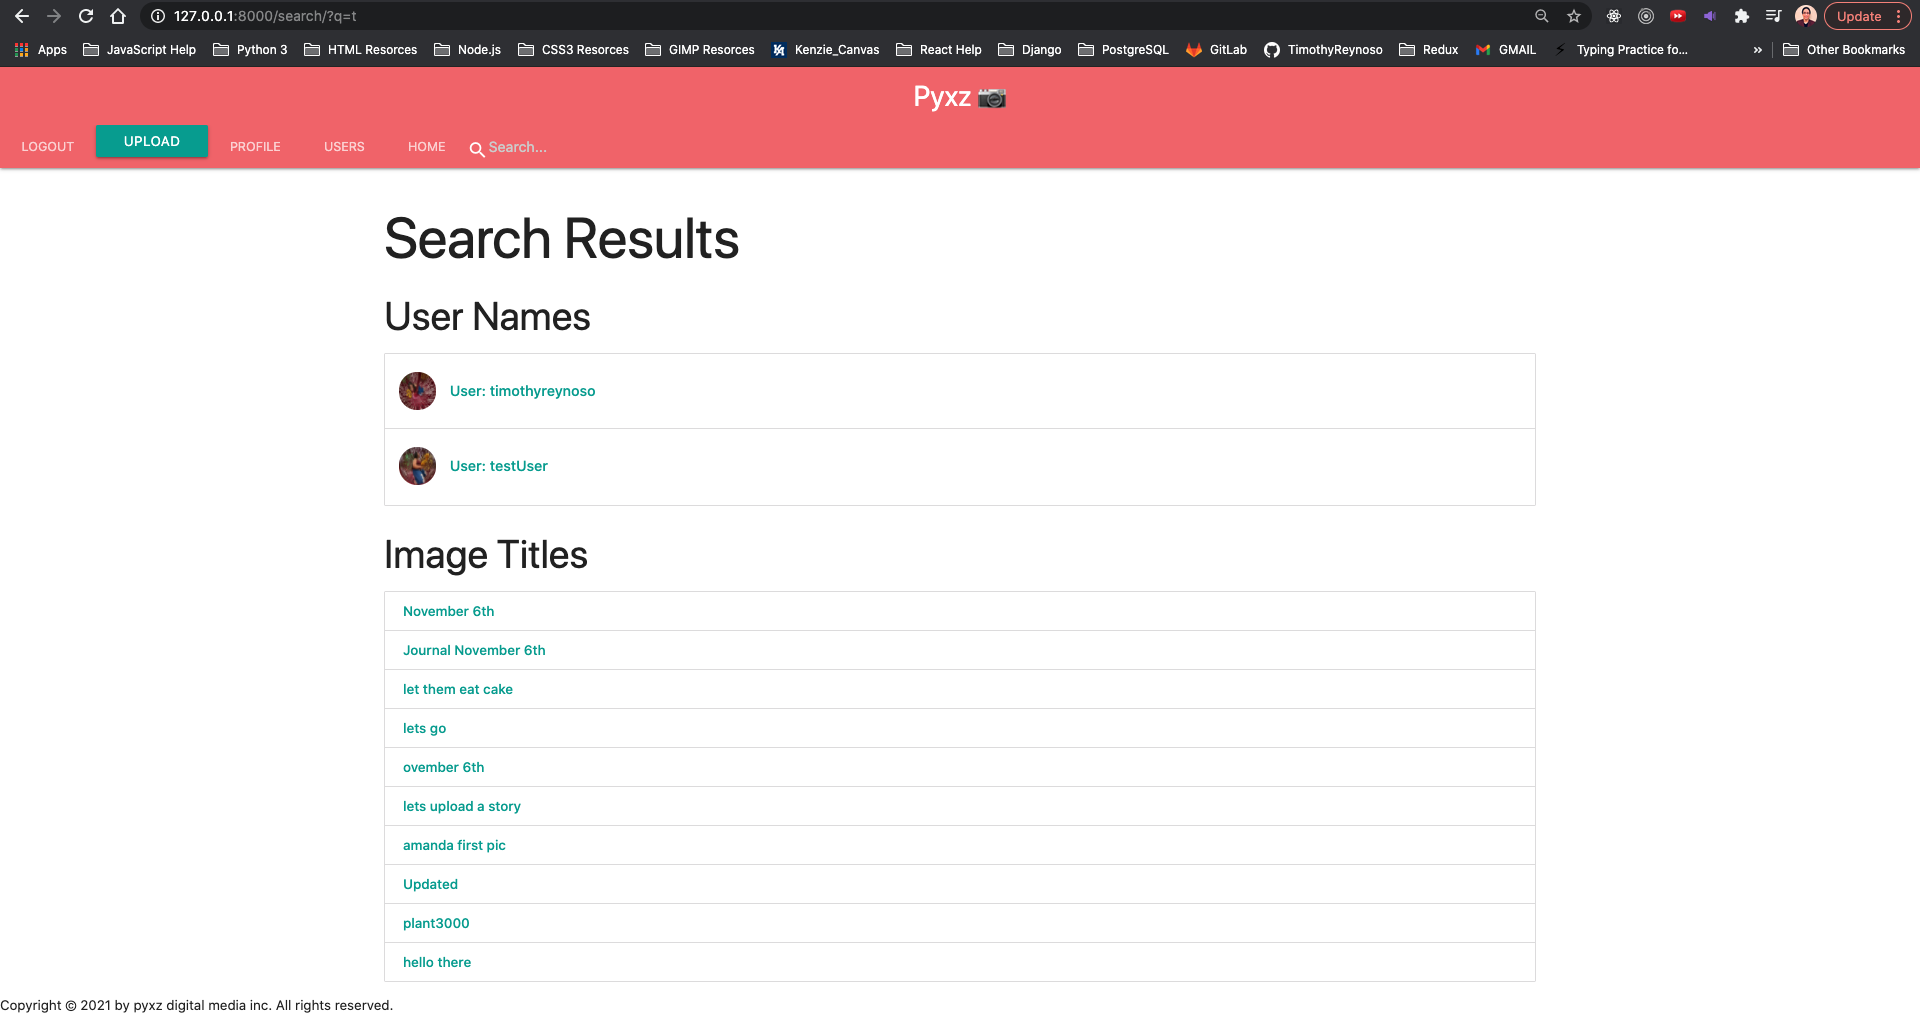 127.0.0.1:8000/search/?q=t
Update
Apps JavaScript Help Python 3 HTML Resorces Node.js CSS3 Resorces GIMP Resorces Kenzie_Canvas React Help Django PostgreSQL GitLab TimothyReynoso Redux GMAIL Typing Practice fo... » Other Bookmarks
Pyxz
LOGOUT UPLOAD PROFILE USERS HOME Search...
Search Results
User Names
User: timothyreynoso
User: testUser
Image Titles
November 6th
Journal November 6th
let them eat cake
lets go
ovember 6th
lets upload a story
amanda first pic
Updated
plant3000
hello there
Copyright © 2021 by pyxz digital media inc. All rights reserved.